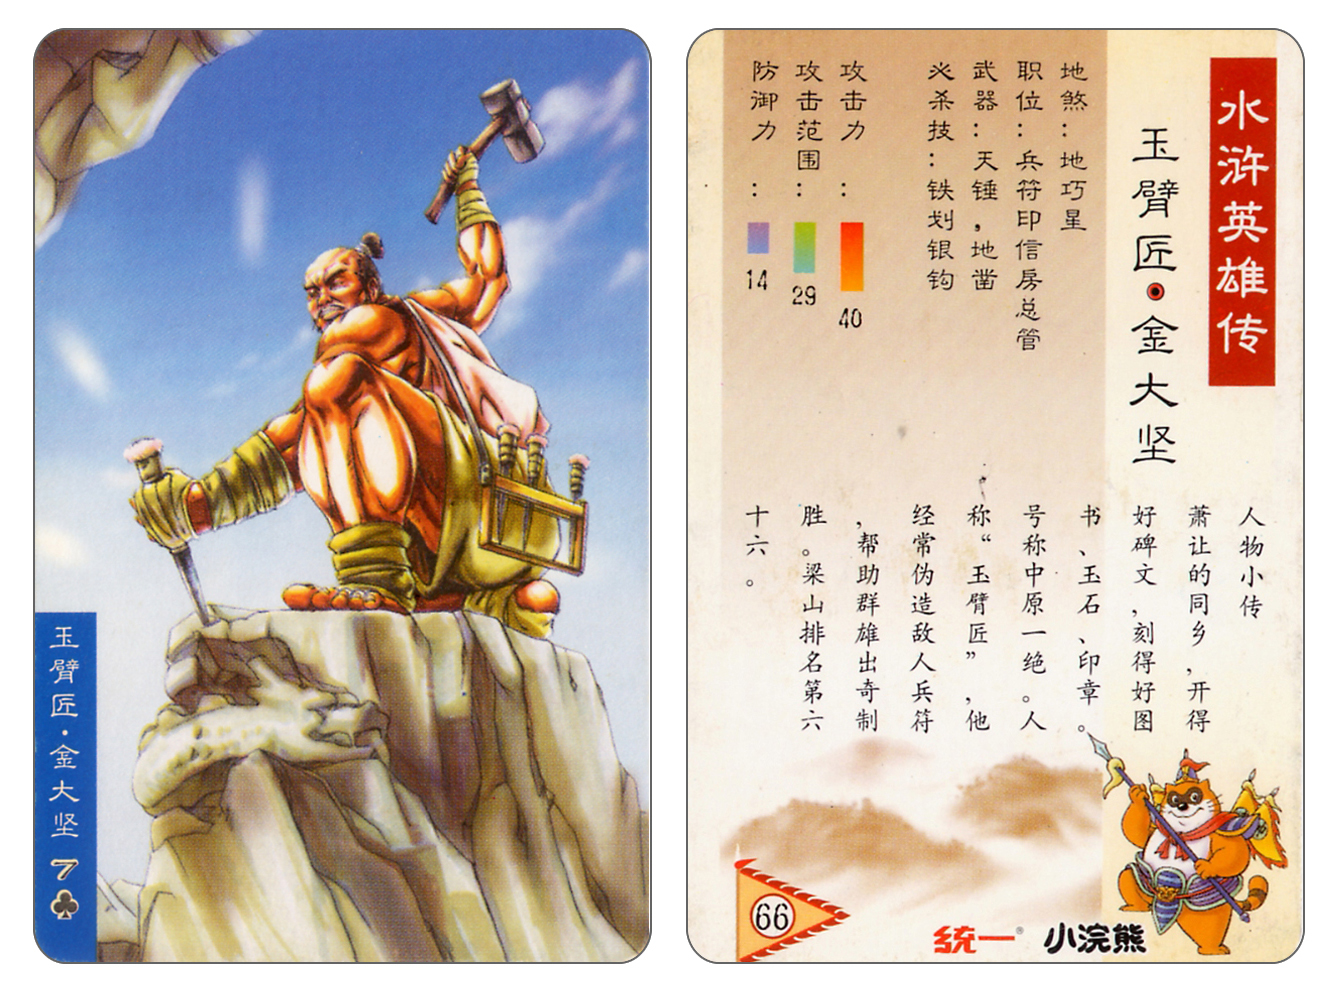 玉臂匠·金大坚
7
水浒英雄传
玉臂匠·金大坚
地煞：地巧星
职位：兵符印信房总管
武器：天锤，地凿
必杀技：铁划银钩
攻击力：
40
攻击范围：
29
防御力：
14
人物小传
萧让的同乡，开得
好碑文，刻得好图
书、玉石、印章。
号称中原一绝。人
称“玉臂匠”，他
经常伪造敌人兵符
，帮助群雄出奇制
胜。梁山排名第六
十六。
66
统一® 小浣熊